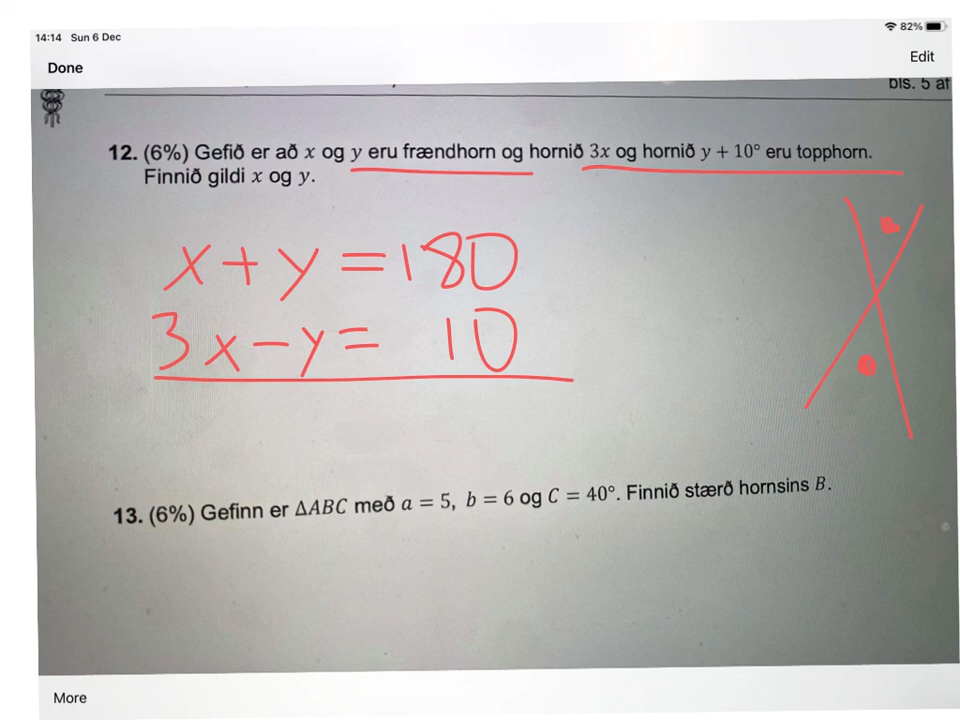 14:14 Sun 6 Dec 82%
Done Edit
bls. 5 af
12. (6%) Gefið er að x og y eru frændhorn og hornið 3x og hornið y + 10° eru topphorn.
Finnið gildi x og y.
x + y = 180
3x - y = 10
13. (6%) Gefinn er ΔABC með a = 5, b = 6 og C = 40°. Finnið stærð hornsins B.
More